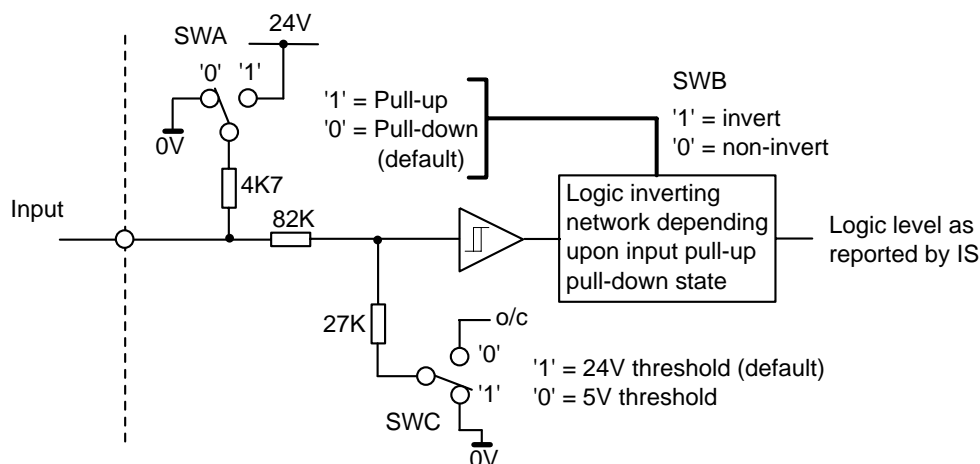 24V
SWA
'0' '1'
0V
4K7
Input
82K
'1' = Pull-up
'0' = Pull-down
(default)
SWB
'1' = invert
'0' = non-invert
Logic inverting
network depending
upon input pull-up
pull-down state
Logic level as
reported by IS
27K
o/c
'0'
'1'
SWC
0V
'1' = 24V threshold (default)
'0' = 5V threshold